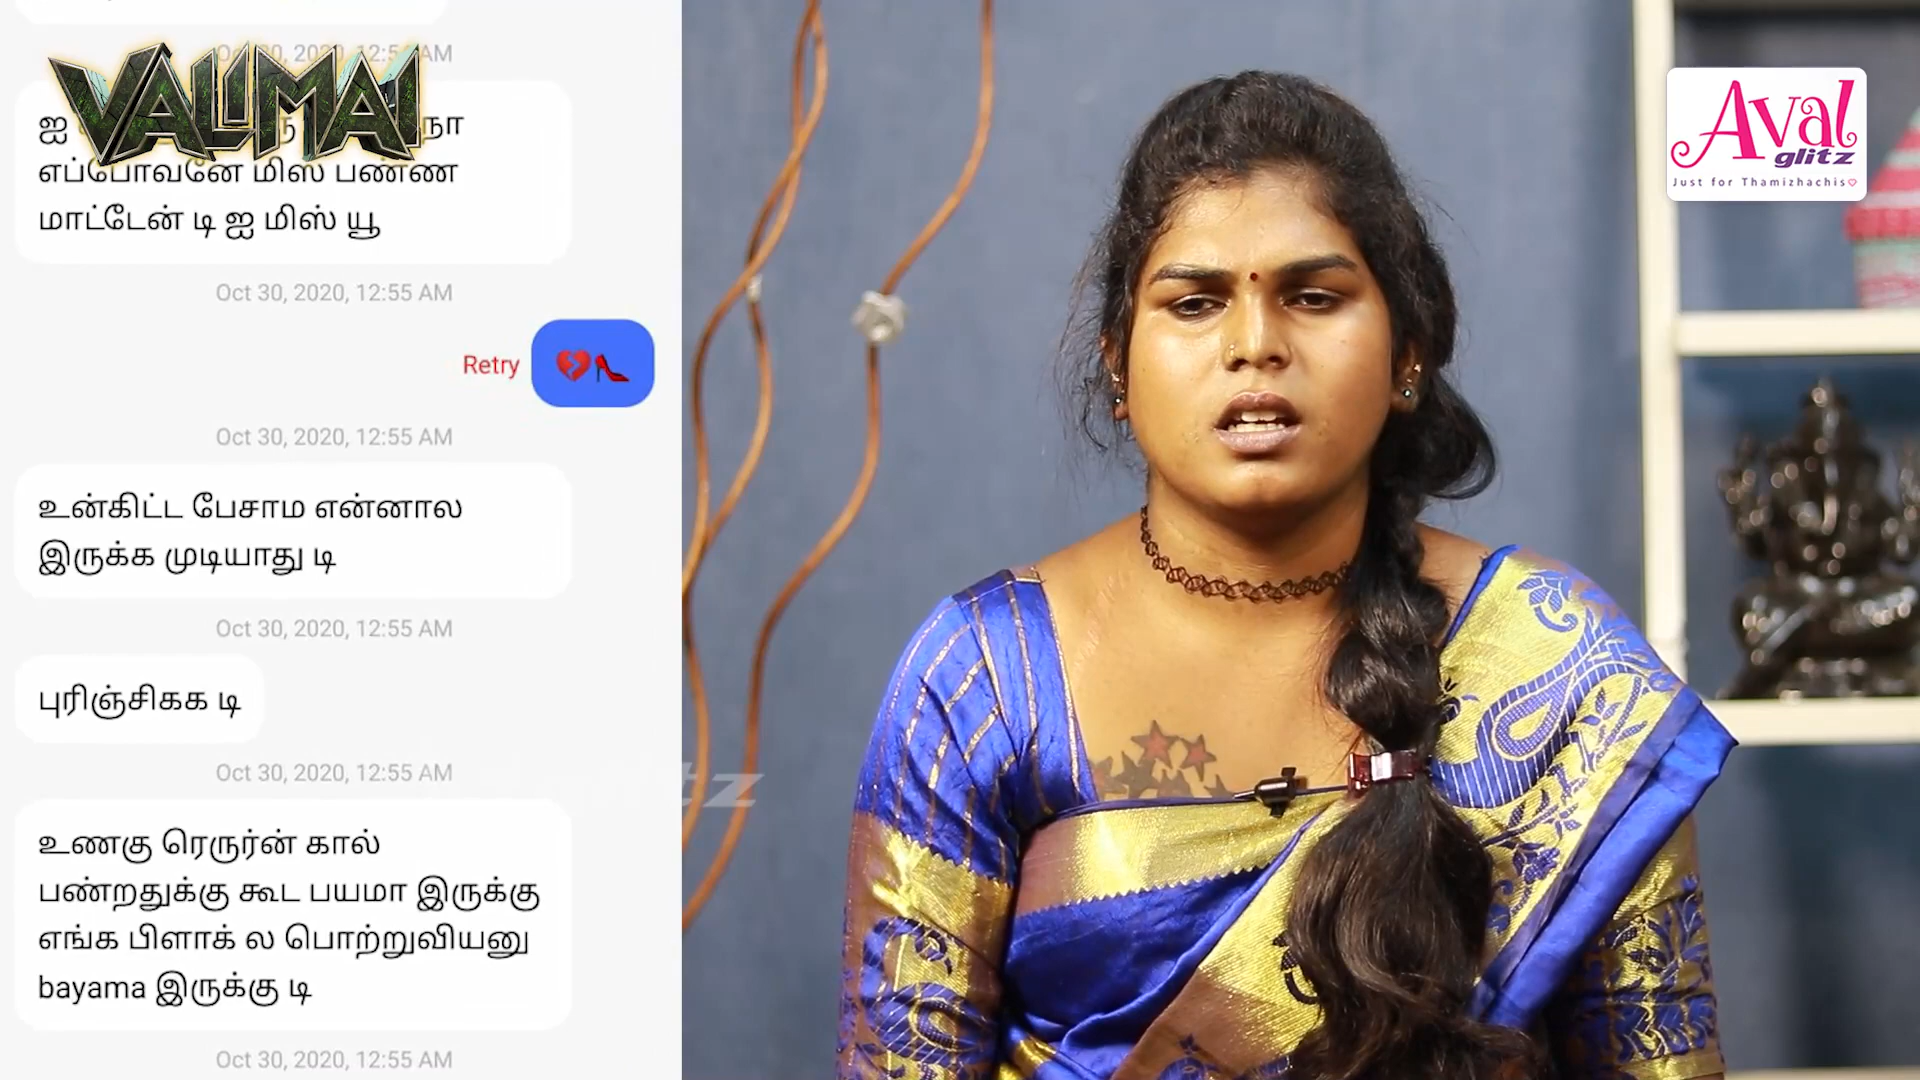 VALIMAI
Oct 30, 2020, 12:54 AM
ஐ
எப்போவனே மிஸ் பண்ண
மாட்டேன் டி ஐ மிஸ் யூ
Oct 30, 2020, 12:55 AM
Retry 💔👠
Oct 30, 2020, 12:55 AM
உன்கிட்ட பேசாம என்னால
இருக்க முடியாது டி
Oct 30, 2020, 12:55 AM
புரிஞ்சிகக டி
Oct 30, 2020, 12:55 AM
உணகு ரெருர்ன் கால்
பண்றதுக்கு கூட பயமா இருக்கு
எங்க பிளாக் ல பொற்றுவியனு
bayama இருக்கு டி
Oct 30, 2020, 12:55 AM
Aval
glitz
Just for Thamizhachis♡